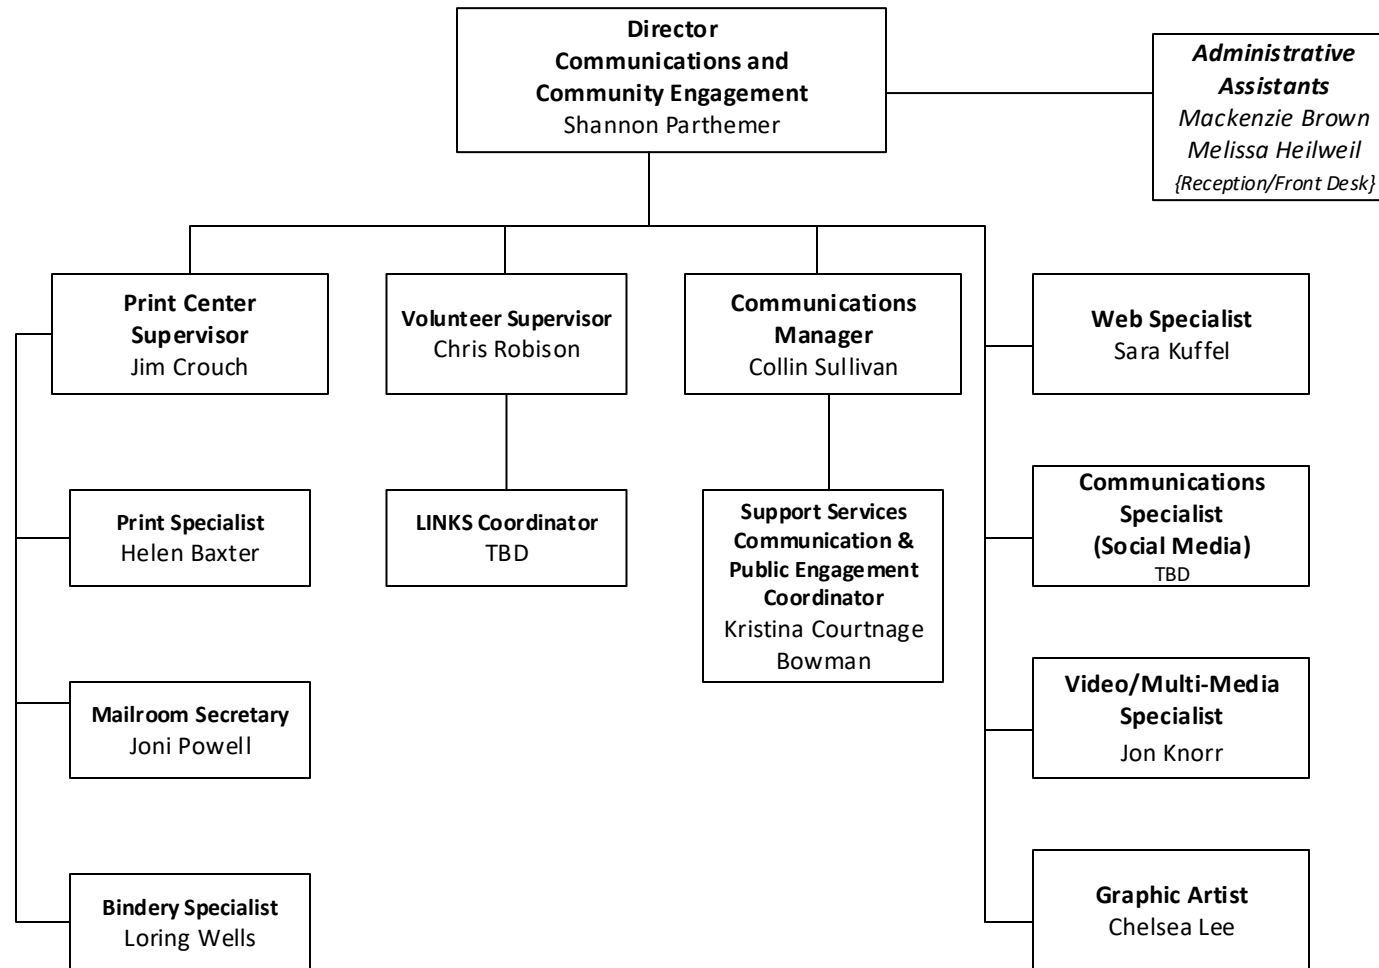 Director
Communications and
Community Engagement
Shannon Parthemer
Administrative
Assistants
Mackenzie Brown
Melissa Heilweil
{Reception/Front Desk}
Print Center
Supervisor
Jim Crouch
Volunteer Supervisor
Chris Robison
Communications
Manager
Collin Sullivan
Web Specialist
Sara Kuffel
Print Specialist
Helen Baxter
LINKS Coordinator
TBD
Support Services
Communication &
Public Engagement
Coordinator
Kristina Courtnage
Bowman
Communications
Specialist
(Social Media)
TBD
Mailroom Secretary
Joni Powell
Video/Multi-Media
Specialist
Jon Knorr
Bindery Specialist
Loring Wells
Graphic Artist
Chelsea Lee